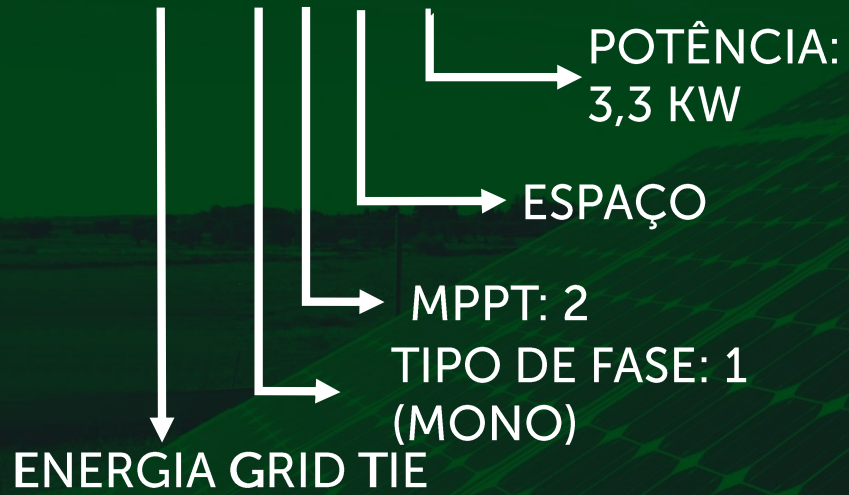 POTÊNCIA:
3,3 KW
ESPAÇO
MPPT: 2
TIPO DE FASE: 1
(MONO)
ENERGIA GRID TIE